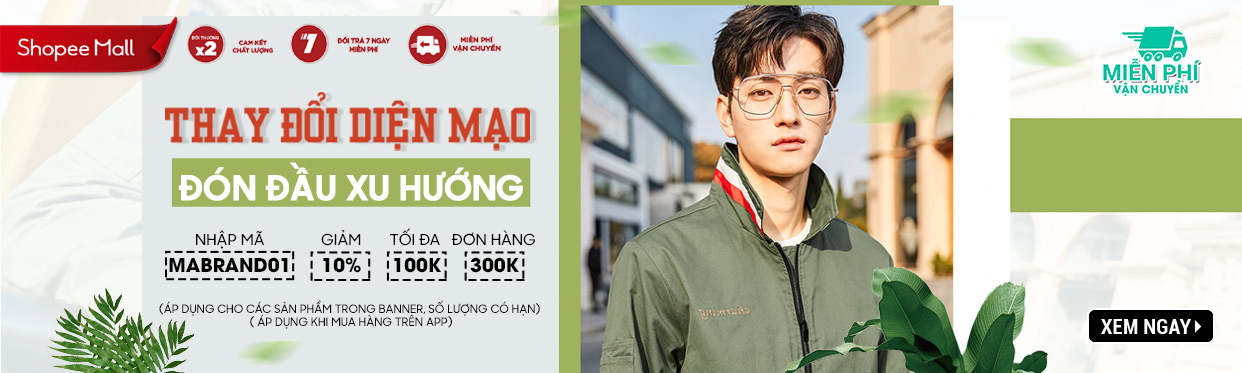 Shopee Mall
ĐỔI THƯỞNG
x2
CAM KẾT
CHẤT LƯỢNG
7
ĐỔI TRẢ 7 NGÀY
MIỄN PHÍ
MIỄN PHÍ
VẬN CHUYỂN
THAY ĐỔI DIỆN MẠO
ĐÓN ĐẦU XU HƯỚNG
NHẬP MÃ GIẢM TỐI ĐA ĐƠN HÀNG
MABRAND01 10% 100K 300K
(ÁP DỤNG CHO CÁC SẢN PHẨM TRONG BANNER, SỐ LƯỢNG CÓ HẠN)
( ÁP DỤNG KHI MUA HÀNG TRÊN APP)
MIỄN PHÍ
VẬN CHUYỂN
XEM NGAY